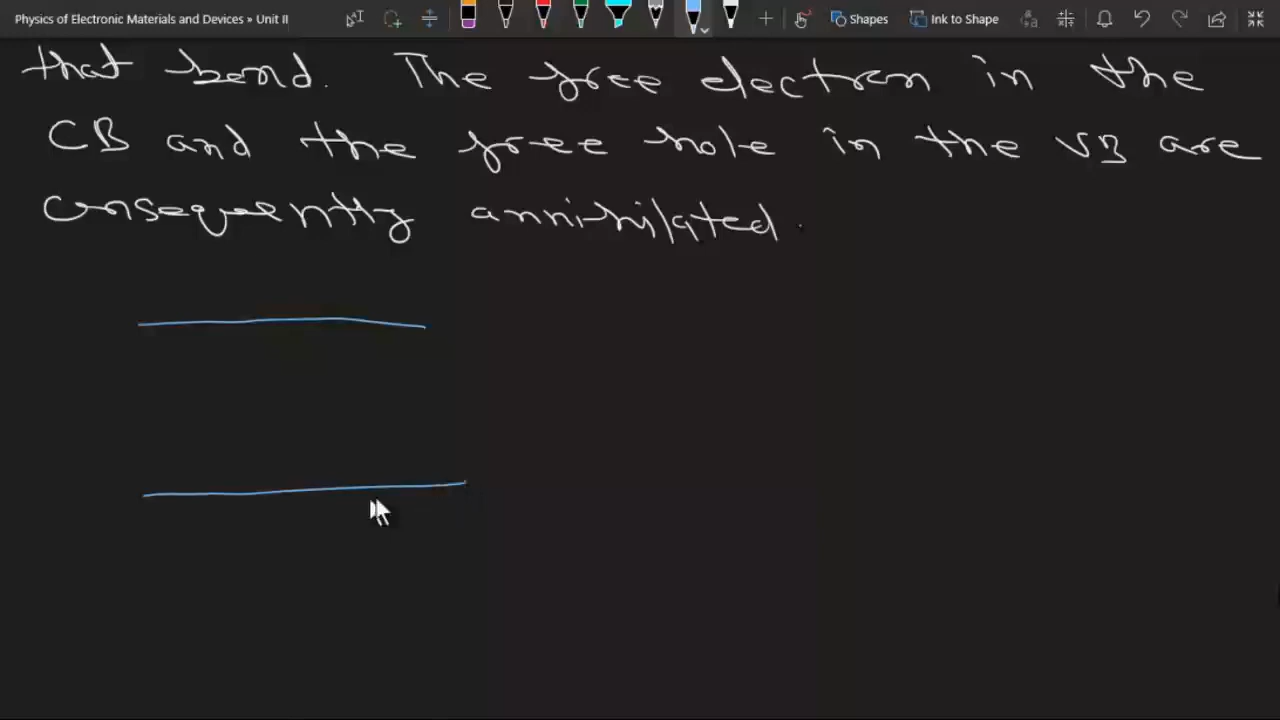 Physics of Electronic Materials and Devices » Unit II
Shapes
Ink to Shape
that bond. The free electron in the
CB and the free hole in the VB are
consequently annihilated.